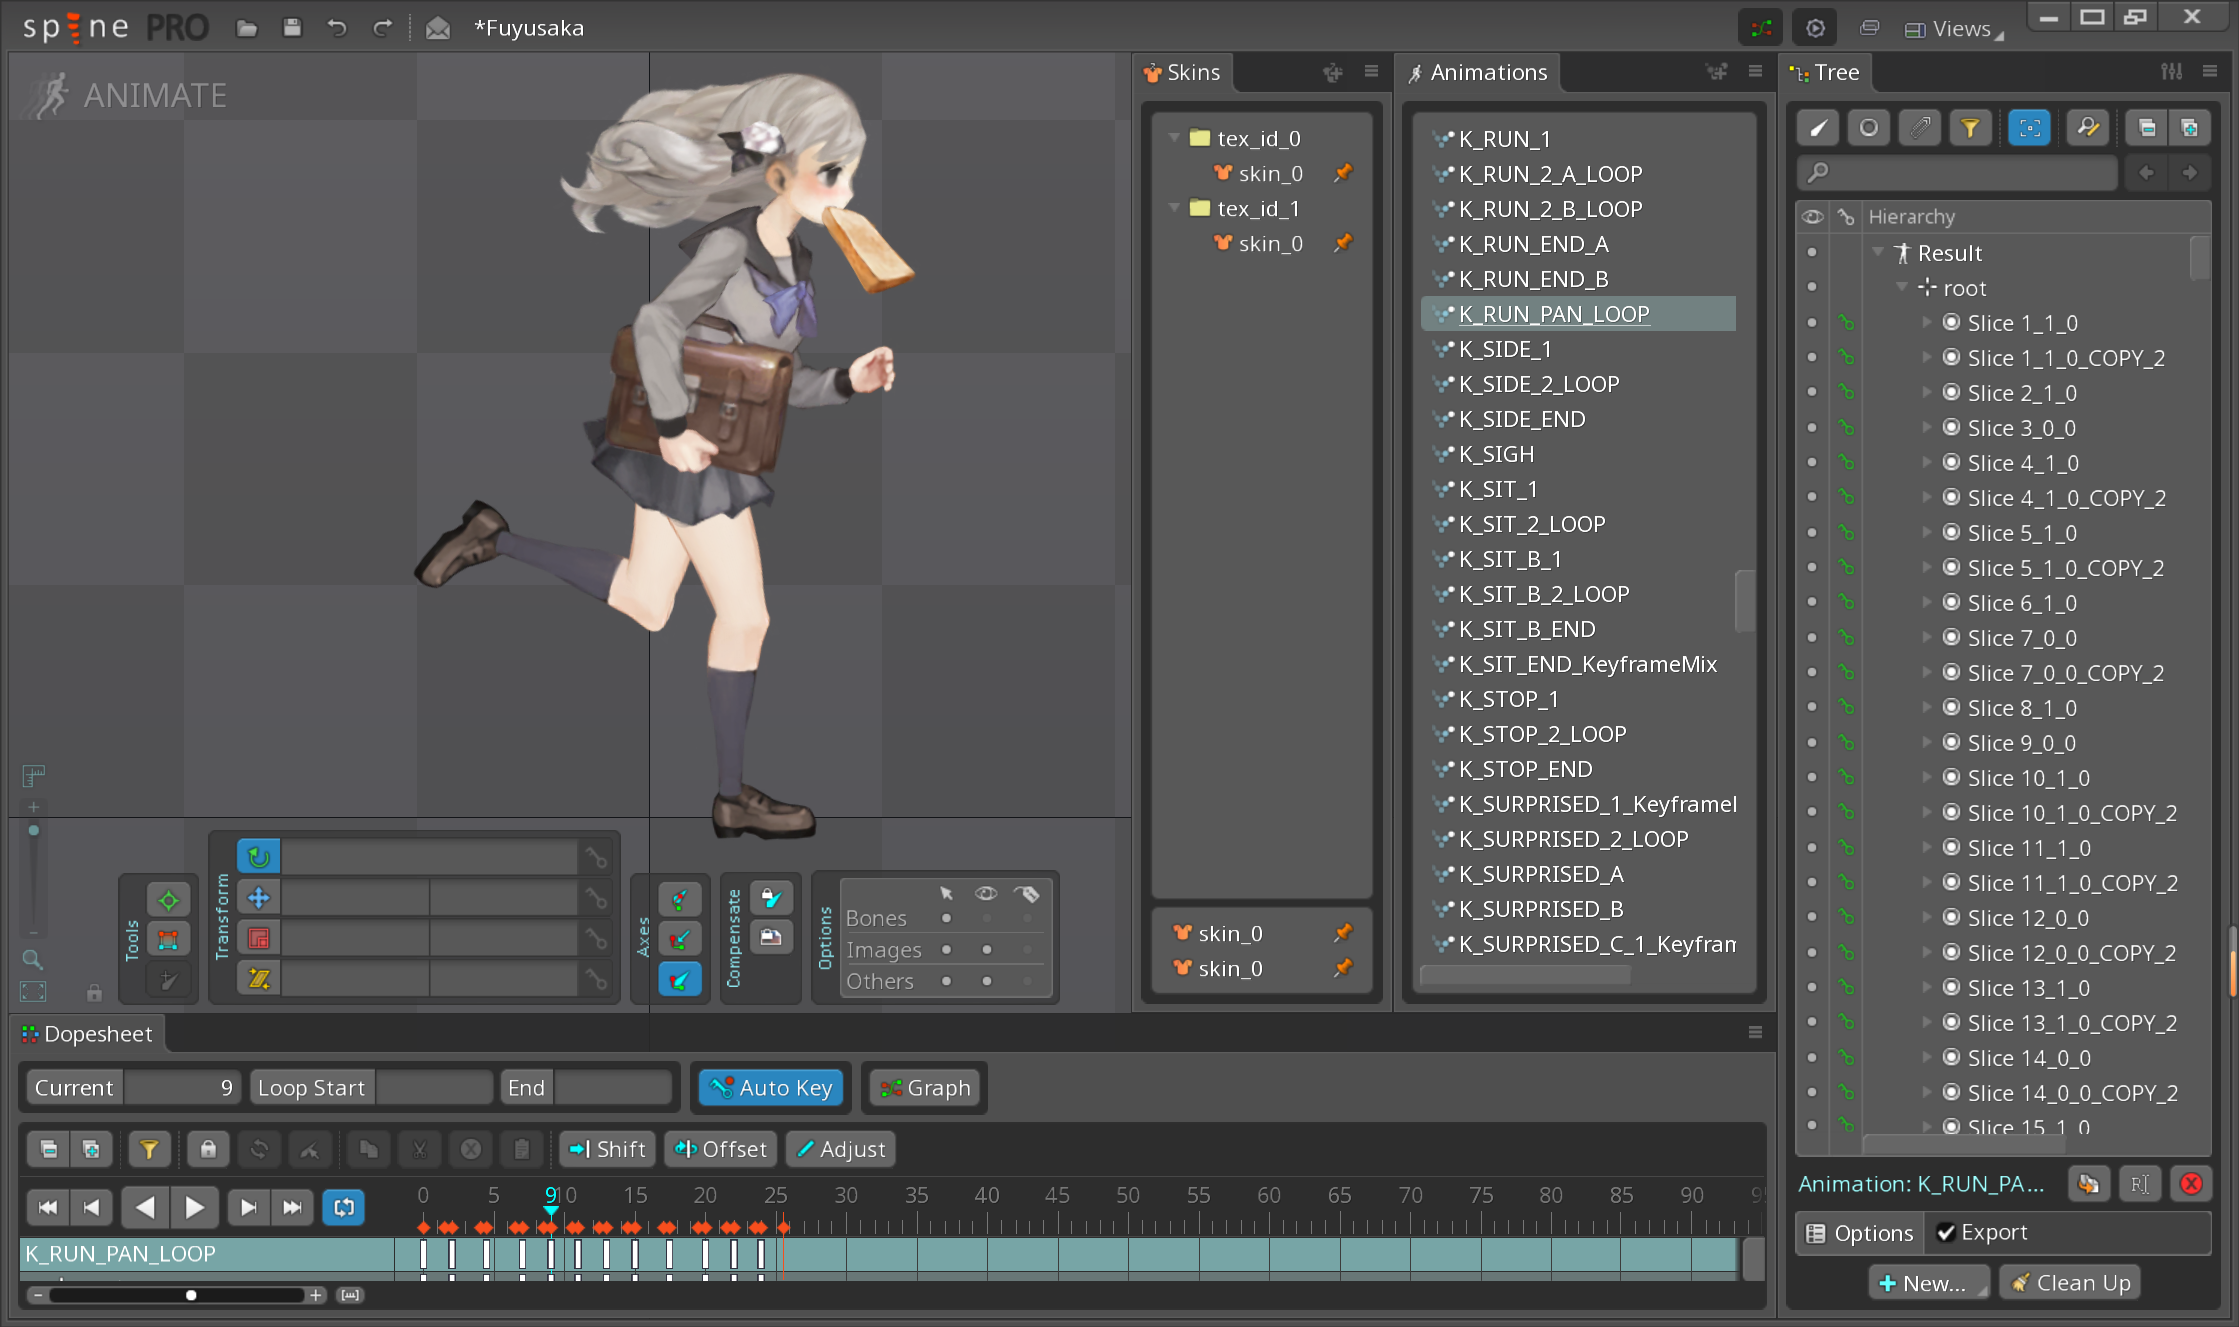 spine PRO
*Fuyusaka
Views
ANIMATE
Skins
tex_id_0
skin_0
tex_id_1
skin_0
skin_0
skin_0
Animations
K_RUN_1
K_RUN_2_A_LOOP
K_RUN_2_B_LOOP
K_RUN_END_A
K_RUN_END_B
K_RUN_PAN_LOOP
K_SIDE_1
K_SIDE_2_LOOP
K_SIDE_END
K_SIGH
K_SIT_1
K_SIT_2_LOOP
K_SIT_B_1
K_SIT_B_2_LOOP
K_SIT_B_END
K_SIT_END_KeyframeMix
K_STOP_1
K_STOP_2_LOOP
K_STOP_END
K_SURPRISED_1_Keyframe
K_SURPRISED_2_LOOP
K_SURPRISED_A
K_SURPRISED_B
K_SURPRISED_C_1_Keyfram
Tree
Hierarchy
Result
root
Slice 1_1_0
Slice 1_1_0_COPY_2
Slice 2_1_0
Slice 3_0_0
Slice 4_1_0
Slice 4_1_0_COPY_2
Slice 5_1_0
Slice 5_1_0_COPY_2
Slice 6_1_0
Slice 7_0_0
Slice 7_0_0_COPY_2
Slice 8_1_0
Slice 9_0_0
Slice 10_1_0
Slice 10_1_0_COPY_2
Slice 11_1_0
Slice 11_1_0_COPY_2
Slice 12_0_0
Slice 12_0_0_COPY_2
Slice 13_1_0
Slice 13_1_0_COPY_2
Slice 14_0_0
Slice 14_0_0_COPY_2
Slice 15_1_0
Animation: K_RUN_PA...
Options
Export
New...
Clean Up
Tools
Transform
Axes
Compensate
Options
Bones
Images
Others
Dopesheet
Current 9 Loop Start End Auto Key Graph
Shift Offset Adjust
0 5 9 10 15 20 25 30 35 40 45 50 55 60 65 70 75 80 85 90
K_RUN_PAN_LOOP